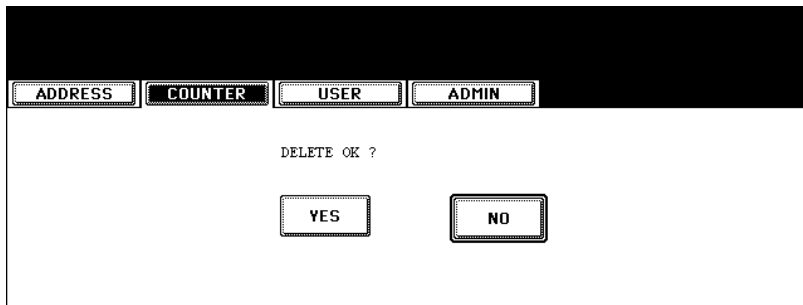 ADDRESS COUNTER USER ADMIN
DELETE OK ?
YES NO